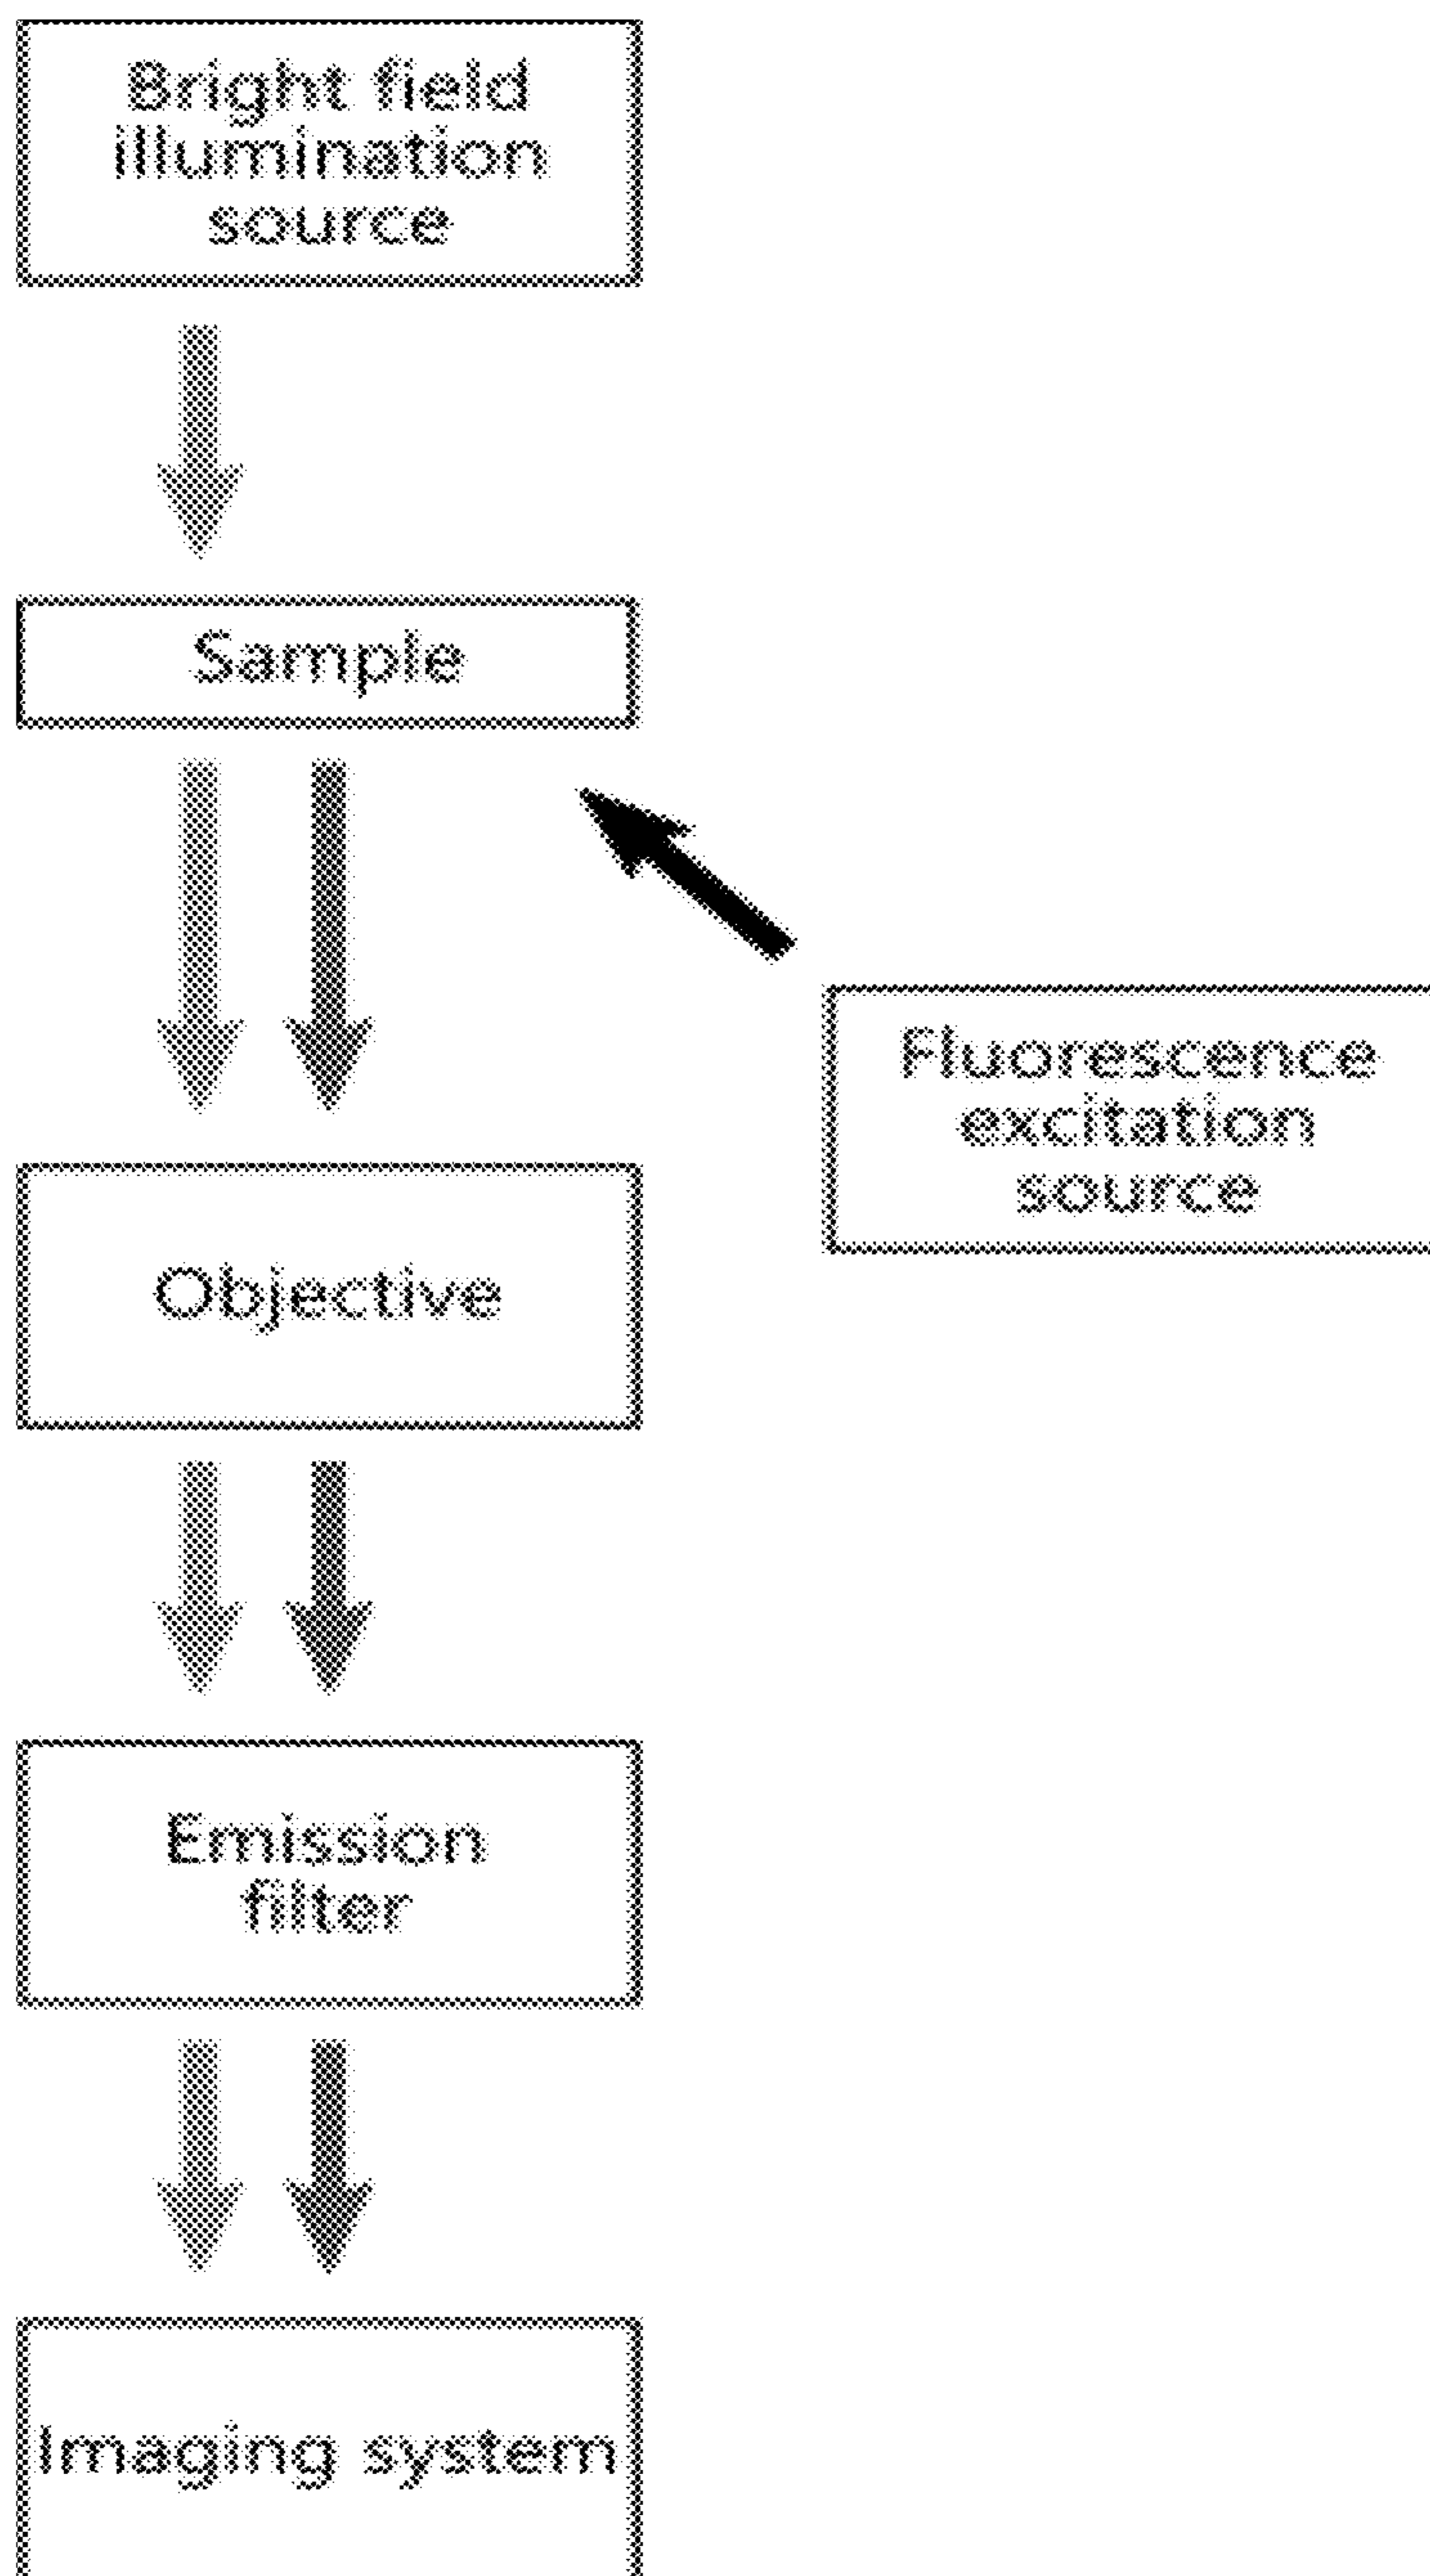 Bright field
illumination
source
Sample
Fluorescence
excitation
source
Objective
Emission
filter
Imaging system